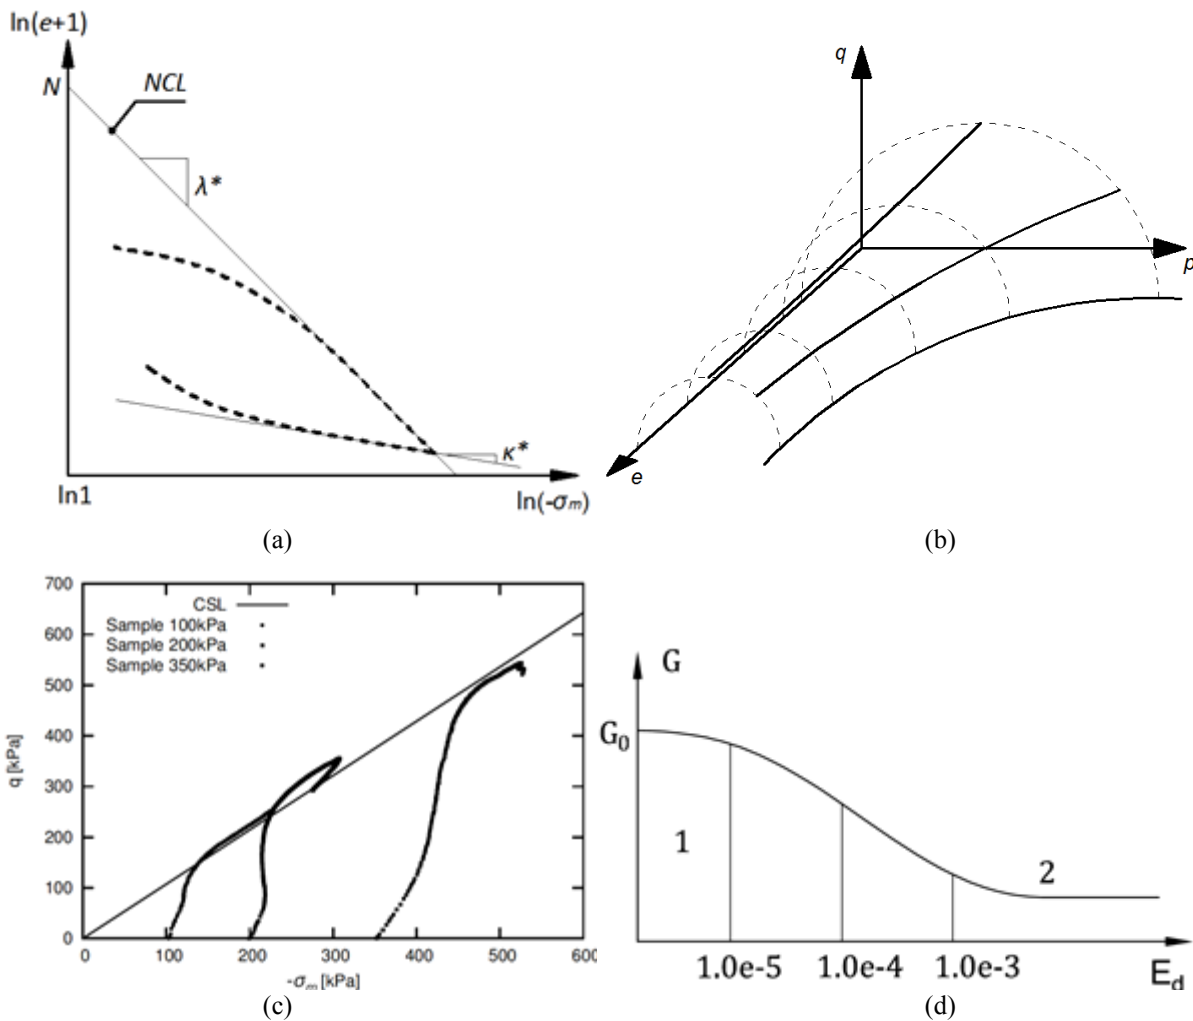 ln(e+1)
N
NCL
λ*
κ*
ln1
ln(-σm)
(a)
q
p
e
(b)
700
600
500
400
300
200
100
0
q [kPa]
CSL
Sample 100kPa
Sample 200kPa
Sample 350kPa
0 100 200 300 400 500 600
-σm [kPa]
(c)
G
G0
1
2
1.0e-5 1.0e-4 1.0e-3
Ed
(d)